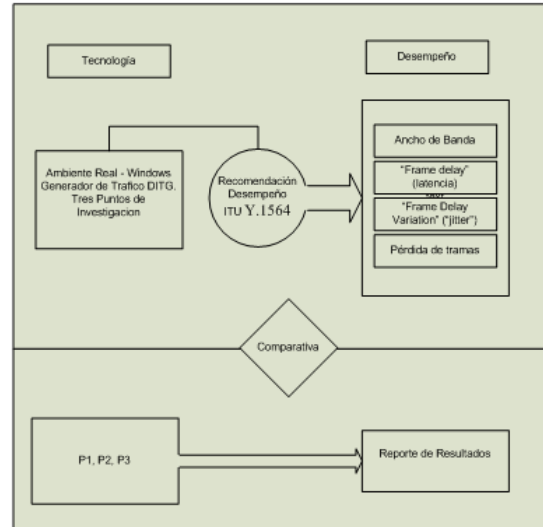 Tecnología
Desempeño
Ambiente Real - Windows
Generador de Trafico DITG.
Tres Puntos de
Investigacion
Recomendación
Desempeño
ITU Y.1564
Ancho de Banda
“Frame delay”
(latencia)
“Frame Delay
Variation” (“jitter”)
Pérdida de tramas
Comparativa
P1, P2, P3
Reporte de Resultados